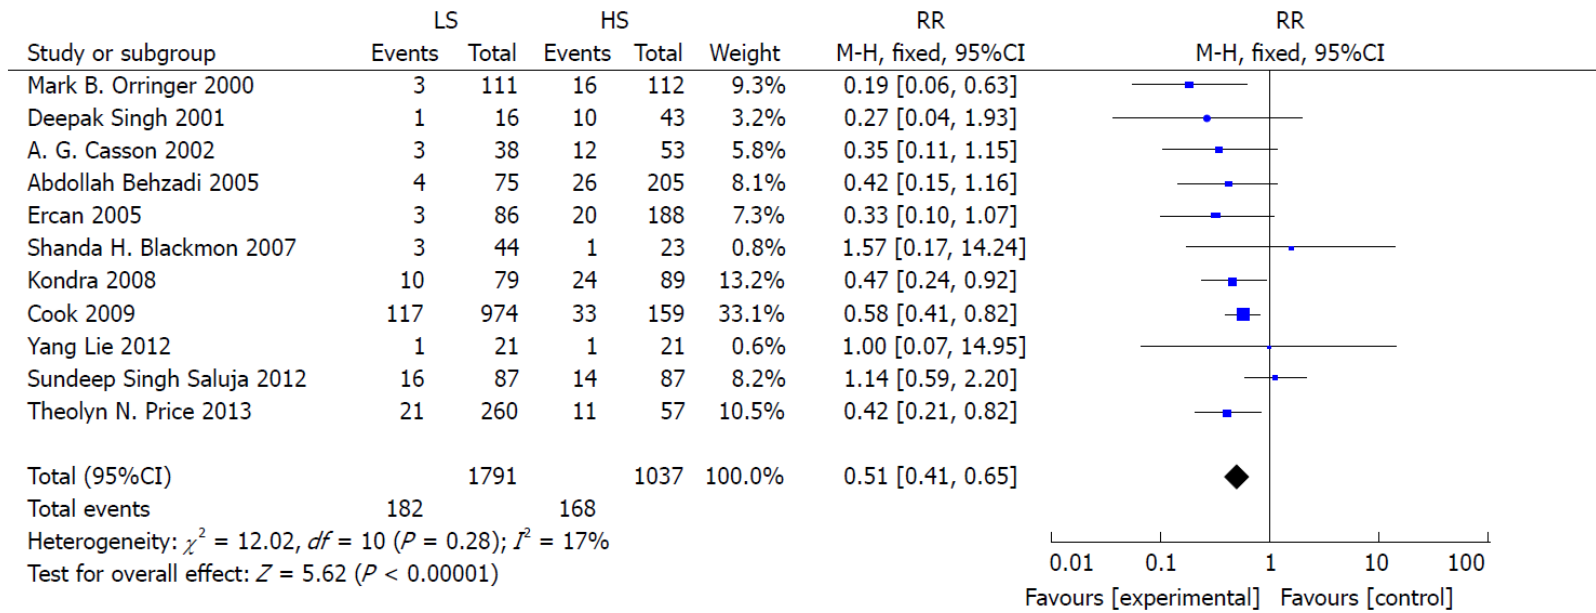 LS HS RR RR
Study or subgroup Events Total Events Total Weight M-H, fixed, 95%CI M-H, fixed, 95%CI
Mark B. Orringer 2000 3 111 16 112 9.3% 0.19 [0.06, 0.63]
Deepak Singh 2001 1 16 10 43 3.2% 0.27 [0.04, 1.93]
A. G. Casson 2002 3 38 12 53 5.8% 0.35 [0.11, 1.15]
Abdollah Behzadi 2005 4 75 26 205 8.1% 0.42 [0.15, 1.16]
Ercan 2005 3 86 20 188 7.3% 0.33 [0.10, 1.07]
Shanda H. Blackmon 2007 3 44 1 23 0.8% 1.57 [0.17, 14.24]
Kondra 2008 10 79 24 89 13.2% 0.47 [0.24, 0.92]
Cook 2009 117 974 33 159 33.1% 0.58 [0.41, 0.82]
Yang Lie 2012 1 21 1 21 0.6% 1.00 [0.07, 14.95]
Sundeep Singh Saluja 2012 16 87 14 87 8.2% 1.14 [0.59, 2.20]
Theolyn N. Price 2013 21 260 11 57 10.5% 0.42 [0.21, 0.82]
Total (95%CI) 1791 1037 100.0% 0.51 [0.41, 0.65]
Total events 182 168
Heterogeneity: χ² = 12.02, df = 10 (P = 0.28); I² = 17%
Test for overall effect: Z = 5.62 (P < 0.00001)
0.01 0.1 1 10 100
Favours [experimental] Favours [control]